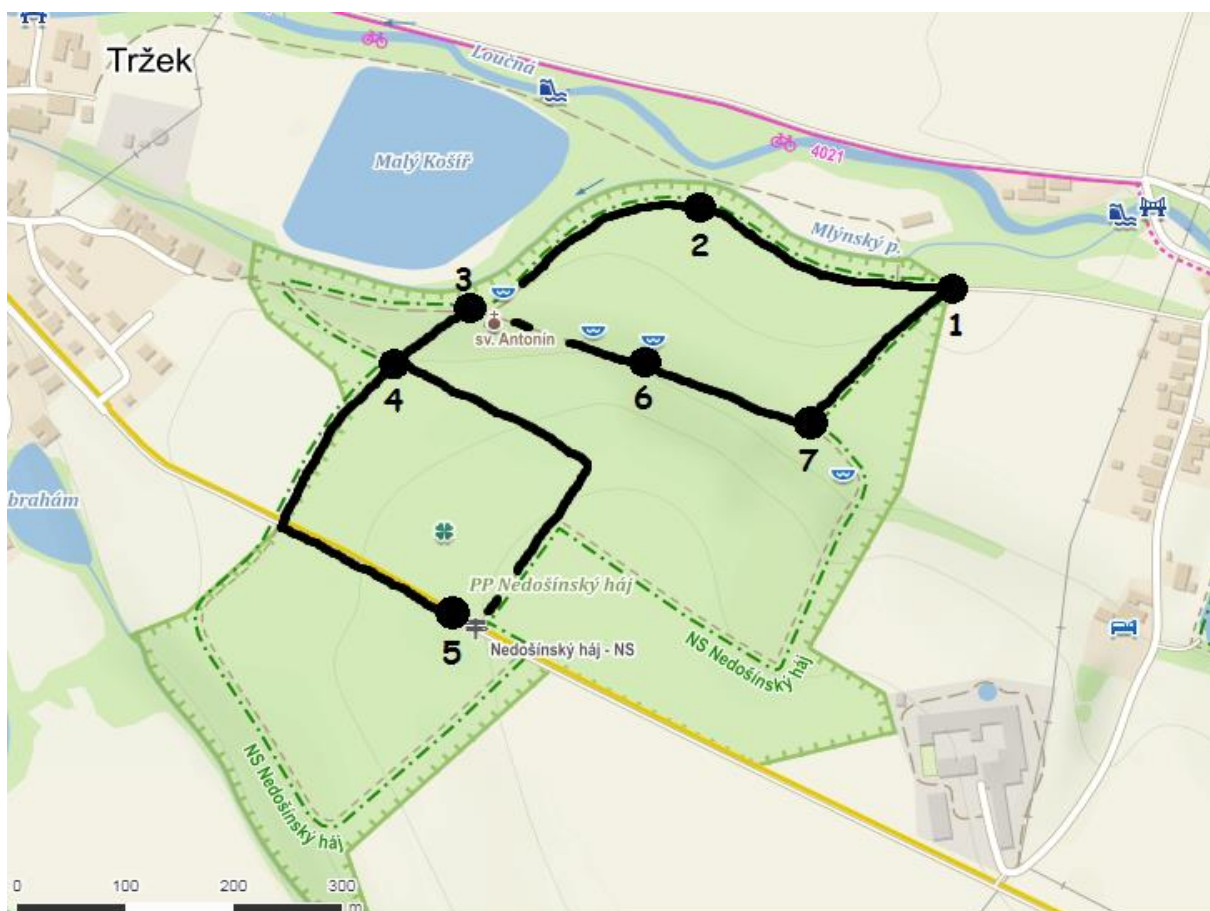 Tržek
Loučná
Malý Košíř
4021
2
Mlýnský p.
3
1
sv. Antonín
4
6
7
brahám
PP Nedošínský háj
5
Nedošínský háj - NS
NS Nedošínský háj
NS Nedošínský háj
0 100 200 300
m